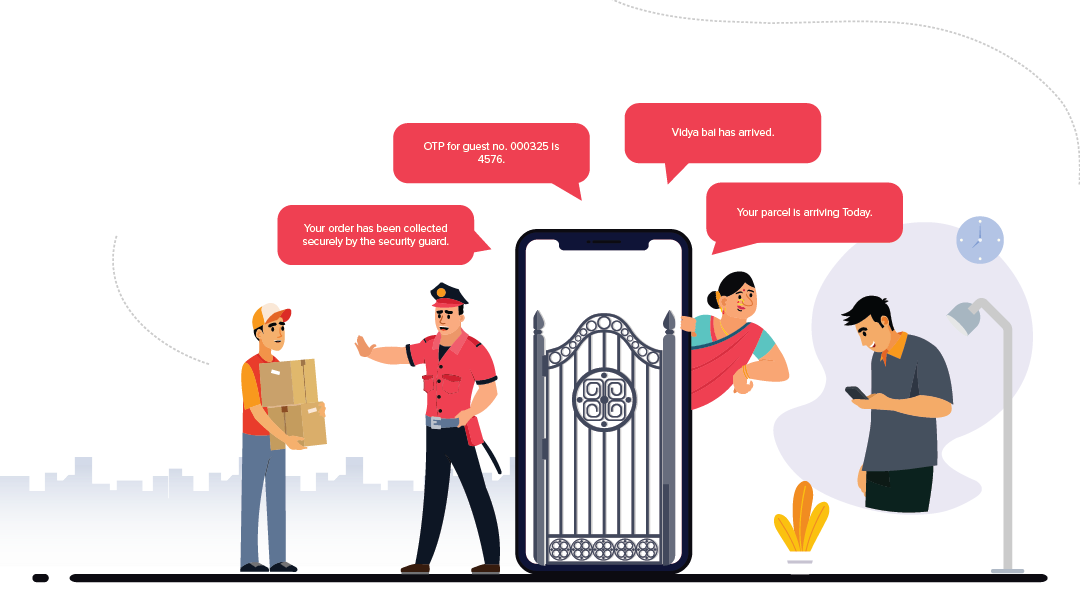 Vidya bai has arrived.
OTP for guest no. 000325 is
4576.
Your parcel is arriving Today.
Your order has been collected
securely by the security guard.